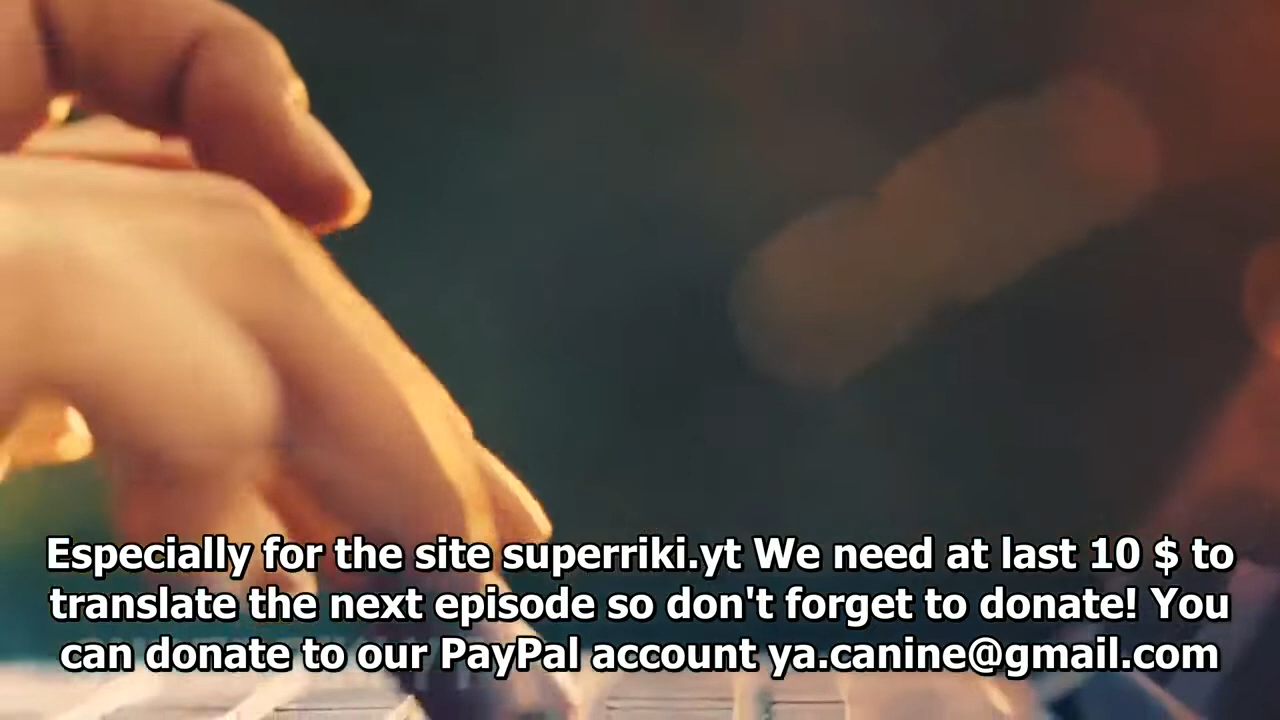 Especially for the site superriki.yt We need at last 10 $ to
translate the next episode so don't forget to donate! You
can donate to our PayPal account ya.canine@gmail.com